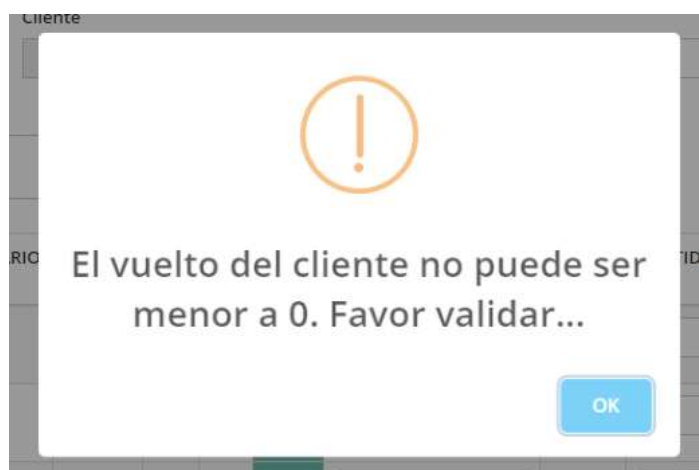 Cliente
El vuelto del cliente no puede ser
menor a 0. Favor validar...
OK